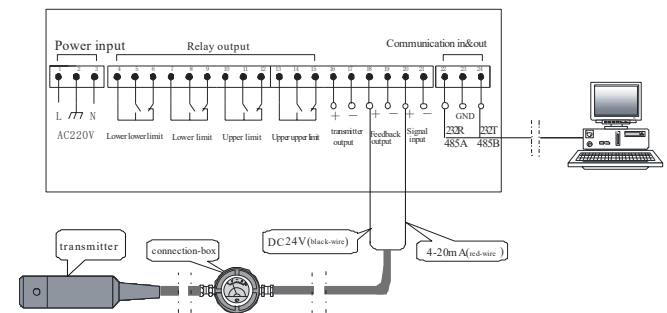 Power input
Relay output
Communication in&out
1 2 3 4 5 6 7 8 9 10 11 12 13 14 15 16 17 18 19 20 21 22 23 24
L N
AC220V
Lower lower limit
Lower limit
Upper limit
Upper upper limit
+ −
transmitter
output
+ −
Feedback
output
+ −
Signal
input
GND
232R 232T
485A 485B
DC24V(black-wire)
4-20mA(red-wire )
transmitter
connection-box